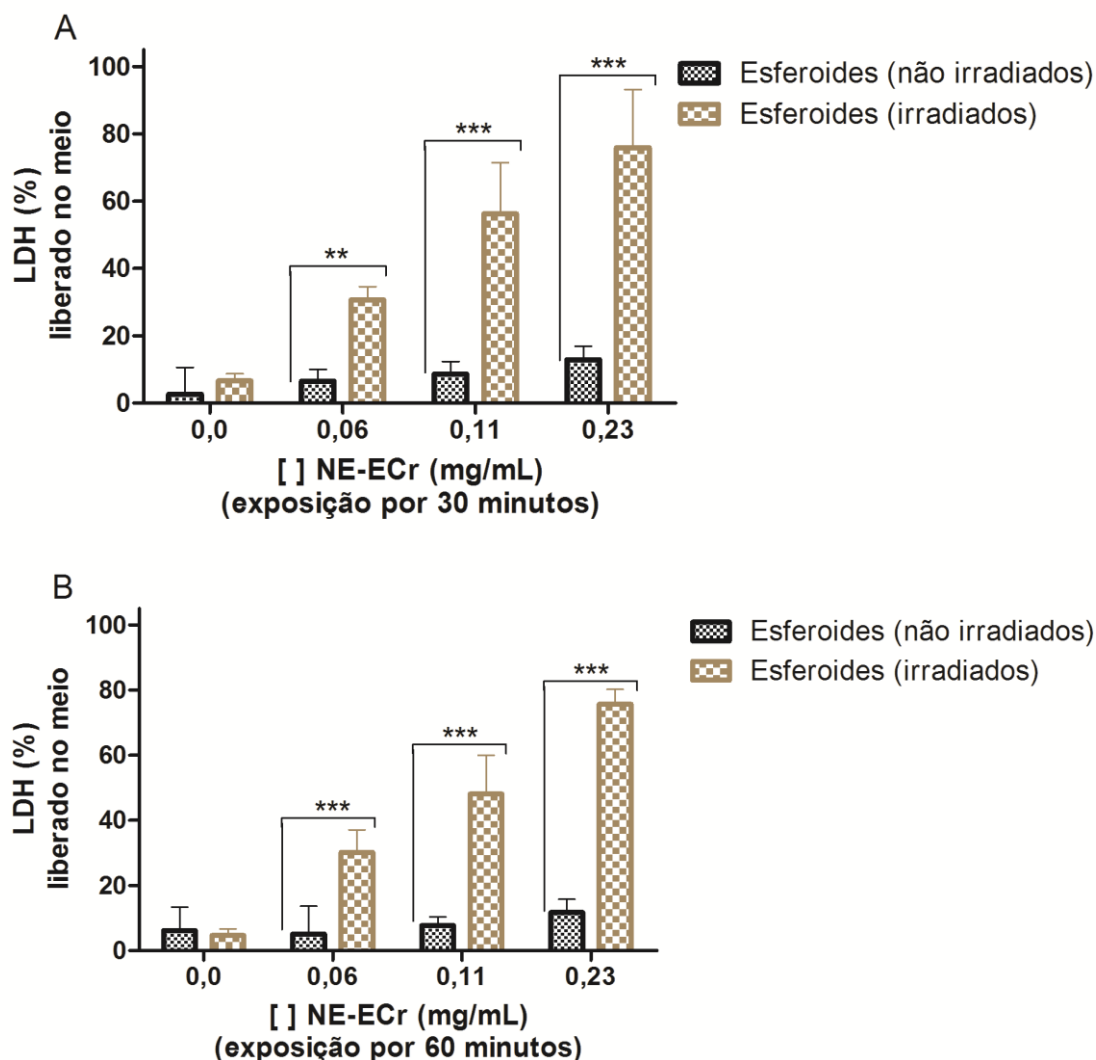 A
100
80
60
40
20
0
LDH (%)
liberado no meio
**
***
***
Esferoides (não irradiados)
Esferoides (irradiados)
0,0 0,06 0,11 0,23
[ ] NE-ECr (mg/mL)
(exposição por 30 minutos)
B
100
80
60
40
20
0
LDH (%)
liberado no meio
***
***
***
Esferoides (não irradiados)
Esferoides (irradiados)
0,0 0,06 0,11 0,23
[ ] NE-ECr (mg/mL)
(exposição por 60 minutos)